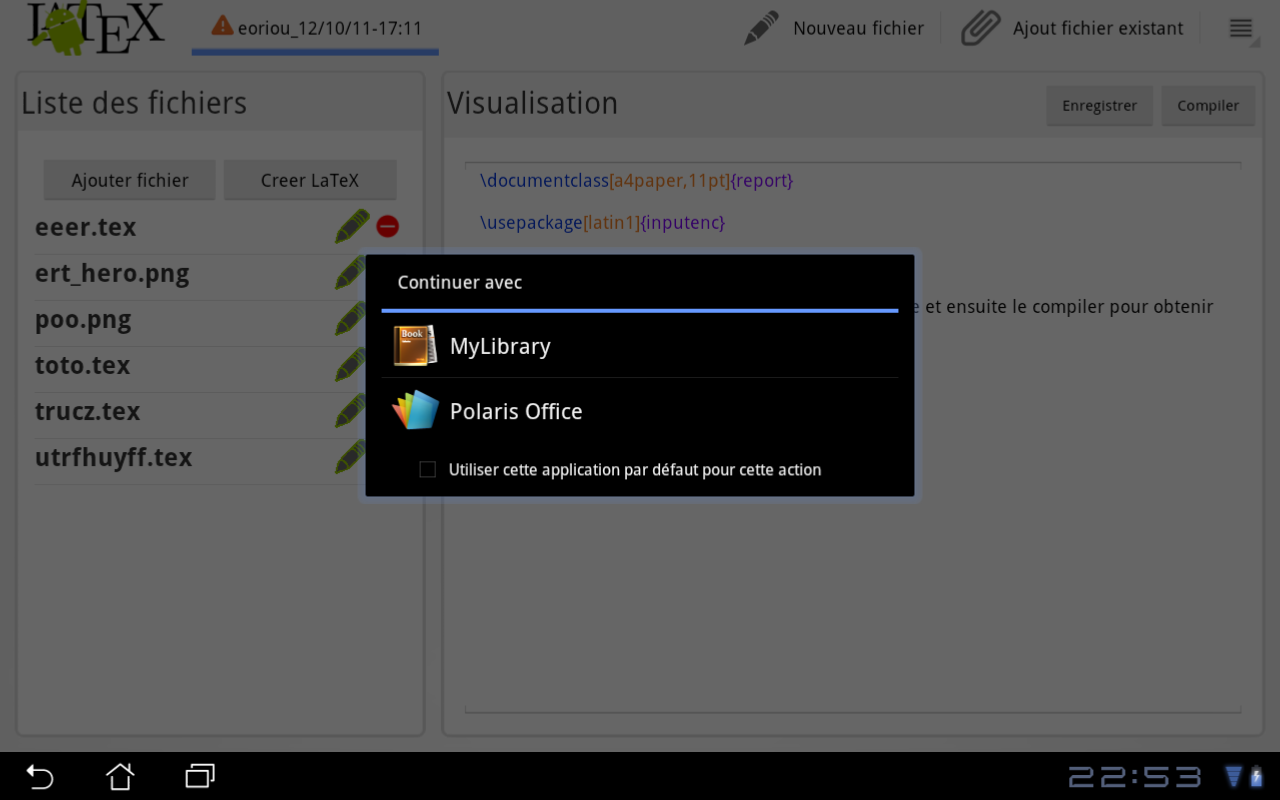 LATEX
eoriou_12/10/11-17:11
Nouveau fichier
Ajout fichier existant
Liste des fichiers
Ajouter fichier
Creer LaTeX
eeer.tex
ert_hero.png
poo.png
toto.tex
trucz.tex
utrfhuyff.tex
Visualisation
Enregistrer
Compiler
\documentclass[a4paper,11pt]{report}
\usepackage[latin1]{inputenc}
et ensuite le compiler pour obtenir
Continuer avec
Book
MyLibrary
Polaris Office
Utiliser cette application par défaut pour cette action
22:53